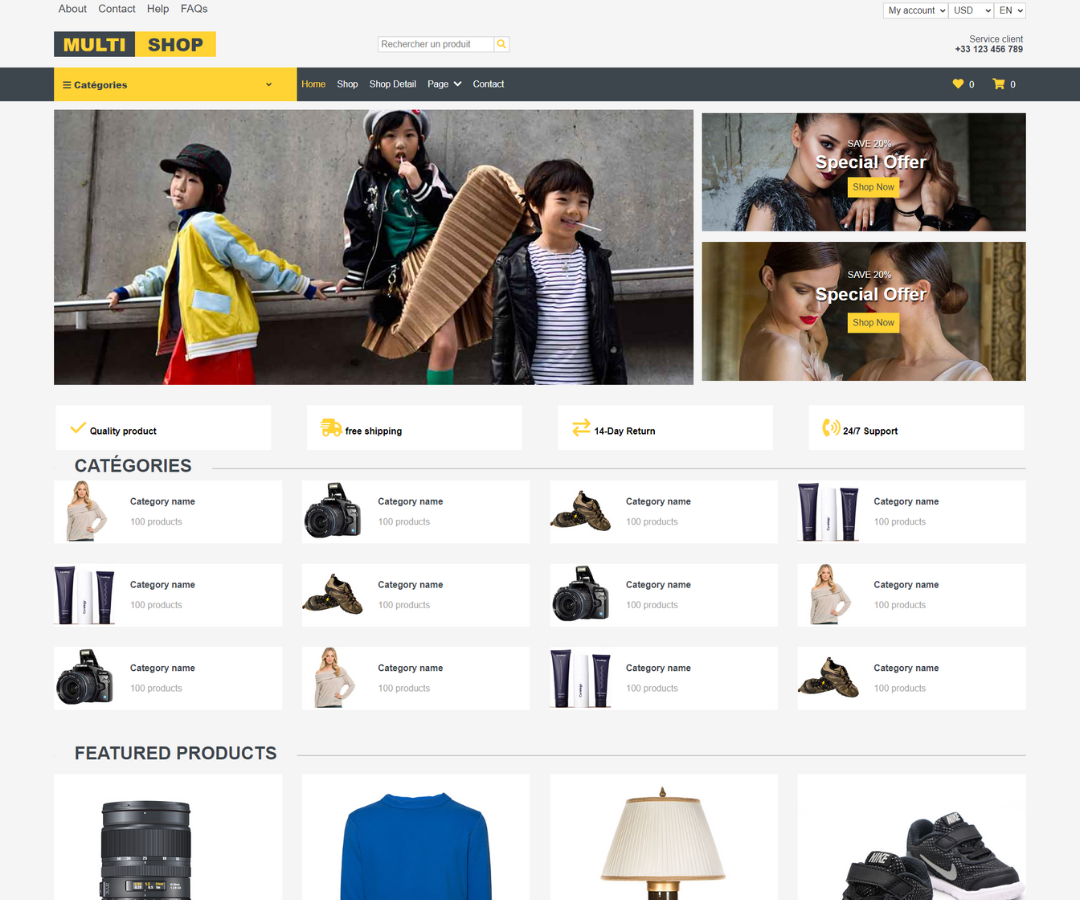 About Contact Help FAQs
My account USD EN
MULTI SHOP
Rechercher un produit
Service client
+33 123 456 789
Catégories
Home Shop Shop Detail Page Contact
0 0
SAVE 20%
Special Offer
Shop Now
SAVE 20%
Special Offer
Shop Now
Quality product
free shipping
14-Day Return
24/7 Support
CATÉGORIES
Category name
100 products
Category name
100 products
Category name
100 products
Category name
100 products
Category name
100 products
Category name
100 products
Category name
100 products
Category name
100 products
Category name
100 products
Category name
100 products
Category name
100 products
Category name
100 products
FEATURED PRODUCTS
NIKE
NIKE